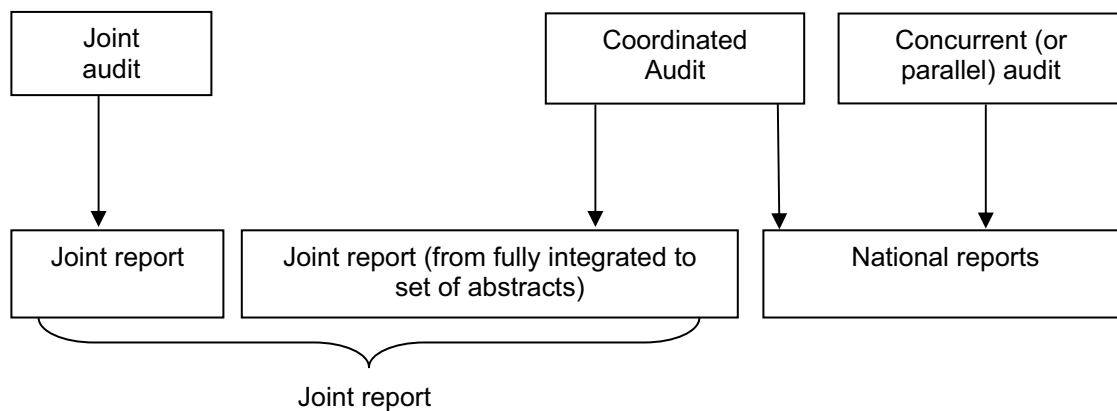 Joint
audit
Coordinated
Audit
Concurrent (or
parallel) audit
Joint report
Joint report (from fully integrated to
set of abstracts)
National reports
Joint report